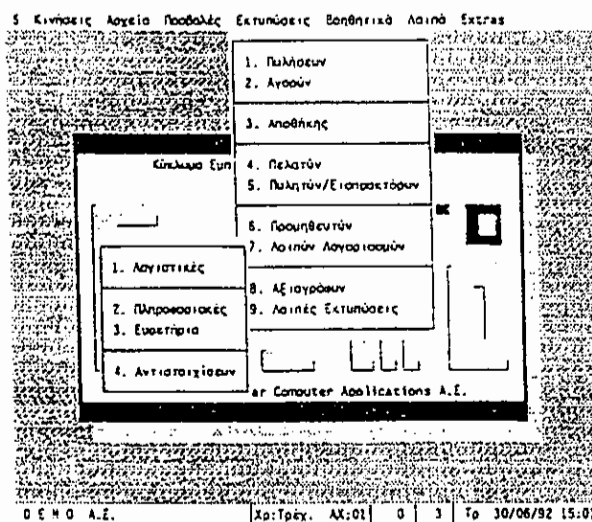 S Κινήσεις Αρχεία Προβολές Εκτυπώσεις Βοηθητικά Λοιπά Extras
1. Πωλήσεων
2. Αγορών
3. Αποθήκης
Κύκλωμα Εμπ
4. Πελατών
5. Πωλητών/Εισπρακτόρων
6. Προμηθευτών
7. Λοιπών Λογαριασμών
8. Αξιογράφων
9. Λοιπές Εκτυπώσεις
1. Λογιστικές
2. Πληροφοριακές
3. Ευρετήρια
4. Αντιστοιχίσεων
ar Computer Applications Α.Ε.
D E M O Α.Ε. Χρ:Τρέχ. ΑΧ:01 0 3 Τρ 30/06/92 15:0